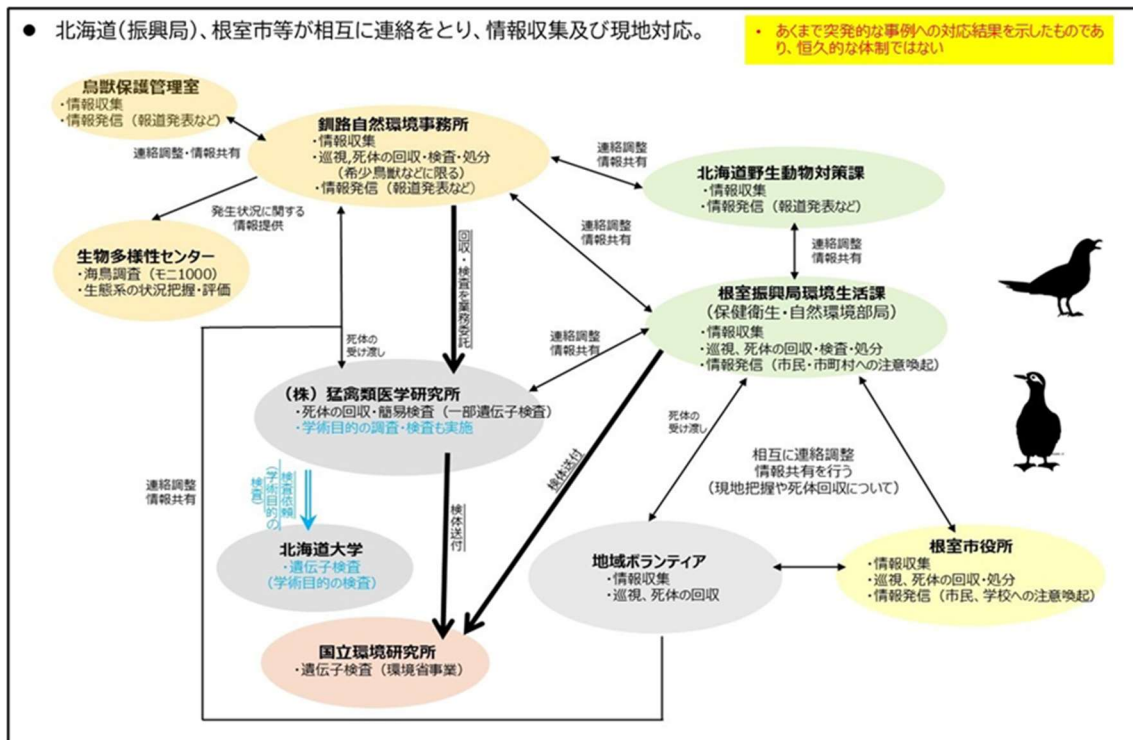 ● 北海道(振興局)、根室市等が相互に連絡をとり、情報収集及び現地対応。
• あくまで突発的な事例への対応結果を示したものであ
り、恒久的な体制ではない
鳥獣保護管理室
・情報収集
・情報発信（報道発表など）
連絡調整・情報共有
釧路自然環境事務所
・情報収集
・巡視,死体の回収・検査・処分
（希少鳥獣などに限る）
・情報発信（報道発表など）
連絡調整
情報共有
北海道野生動物対策課
・情報収集
・情報発信（報道発表など）
発生状況に関する
情報提供
生物多様性センター
・海鳥調査（モニ1000）
・生態系の状況把握・評価
回収・検査を業務委託
連絡調整
情報共有
連絡調整
情報共有
根室振興局環境生活課
（保健衛生・自然環境部局）
・情報収集
・巡視、死体の回収・検査・処分
・情報発信（市民・市町村への注意喚起）
死体の
受け渡し
連絡調整
情報共有
（株）猛禽類医学研究所
・死体の回収・簡易検査（一部遺伝子検査）
・学術目的の調査・検査も実施
死体の
受け渡し
相互に連絡調整
情報共有を行う
（現地把握や死体回収について）
連絡調整
情報共有
検査依頼
（学術目的の
検査）
検体送付
検体送付
北海道大学
・遺伝子検査
（学術目的の検査）
地域ボランティア
・情報収集
・巡視、死体の回収
根室市役所
・情報収集
・巡視、死体の回収・処分
・情報発信（市民、学校への注意喚起）
国立環境研究所
・遺伝子検査（環境省事業）